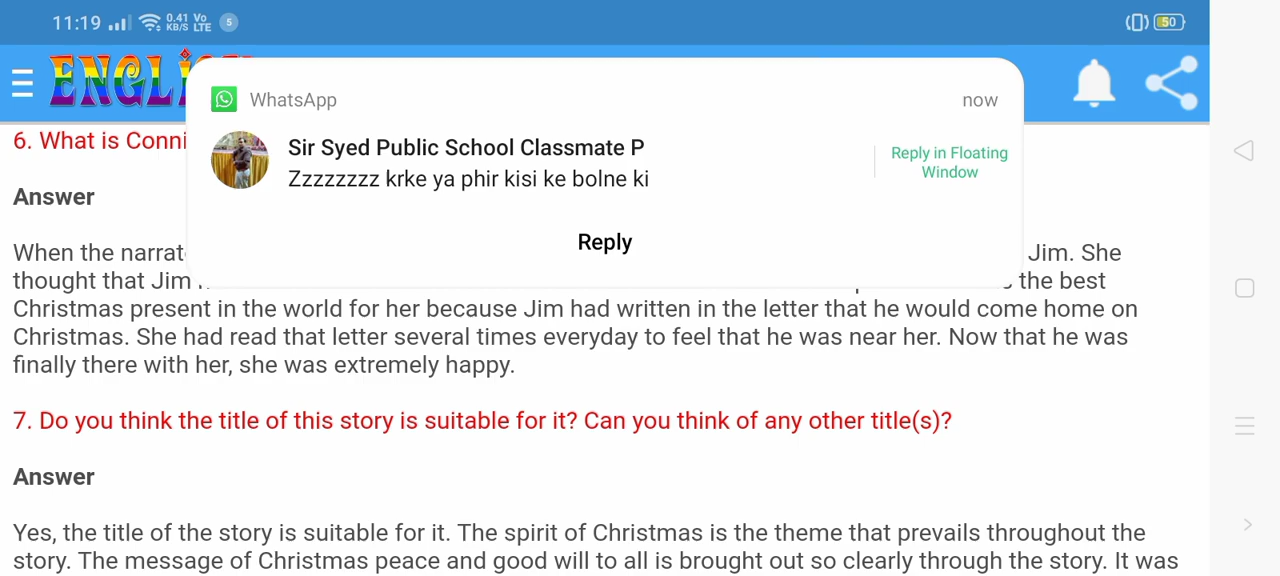 11:19 0.41 KB/S Vo LTE 5 50
WhatsApp now
Sir Syed Public School Classmate P
Zzzzzzzz krke ya phir kisi ke bolne ki
Reply in Floating
Window
Reply
6. What is Conni
Answer
When the narrat Jim. She
thought that Jim the best
Christmas present in the world for her because Jim had written in the letter that he would come home on
Christmas. She had read that letter several times everyday to feel that he was near her. Now that he was
finally there with her, she was extremely happy.
7. Do you think the title of this story is suitable for it? Can you think of any other title(s)?
Answer
Yes, the title of the story is suitable for it. The spirit of Christmas is the theme that prevails throughout the
story. The message of Christmas peace and good will to all is brought out so clearly through the story. It was